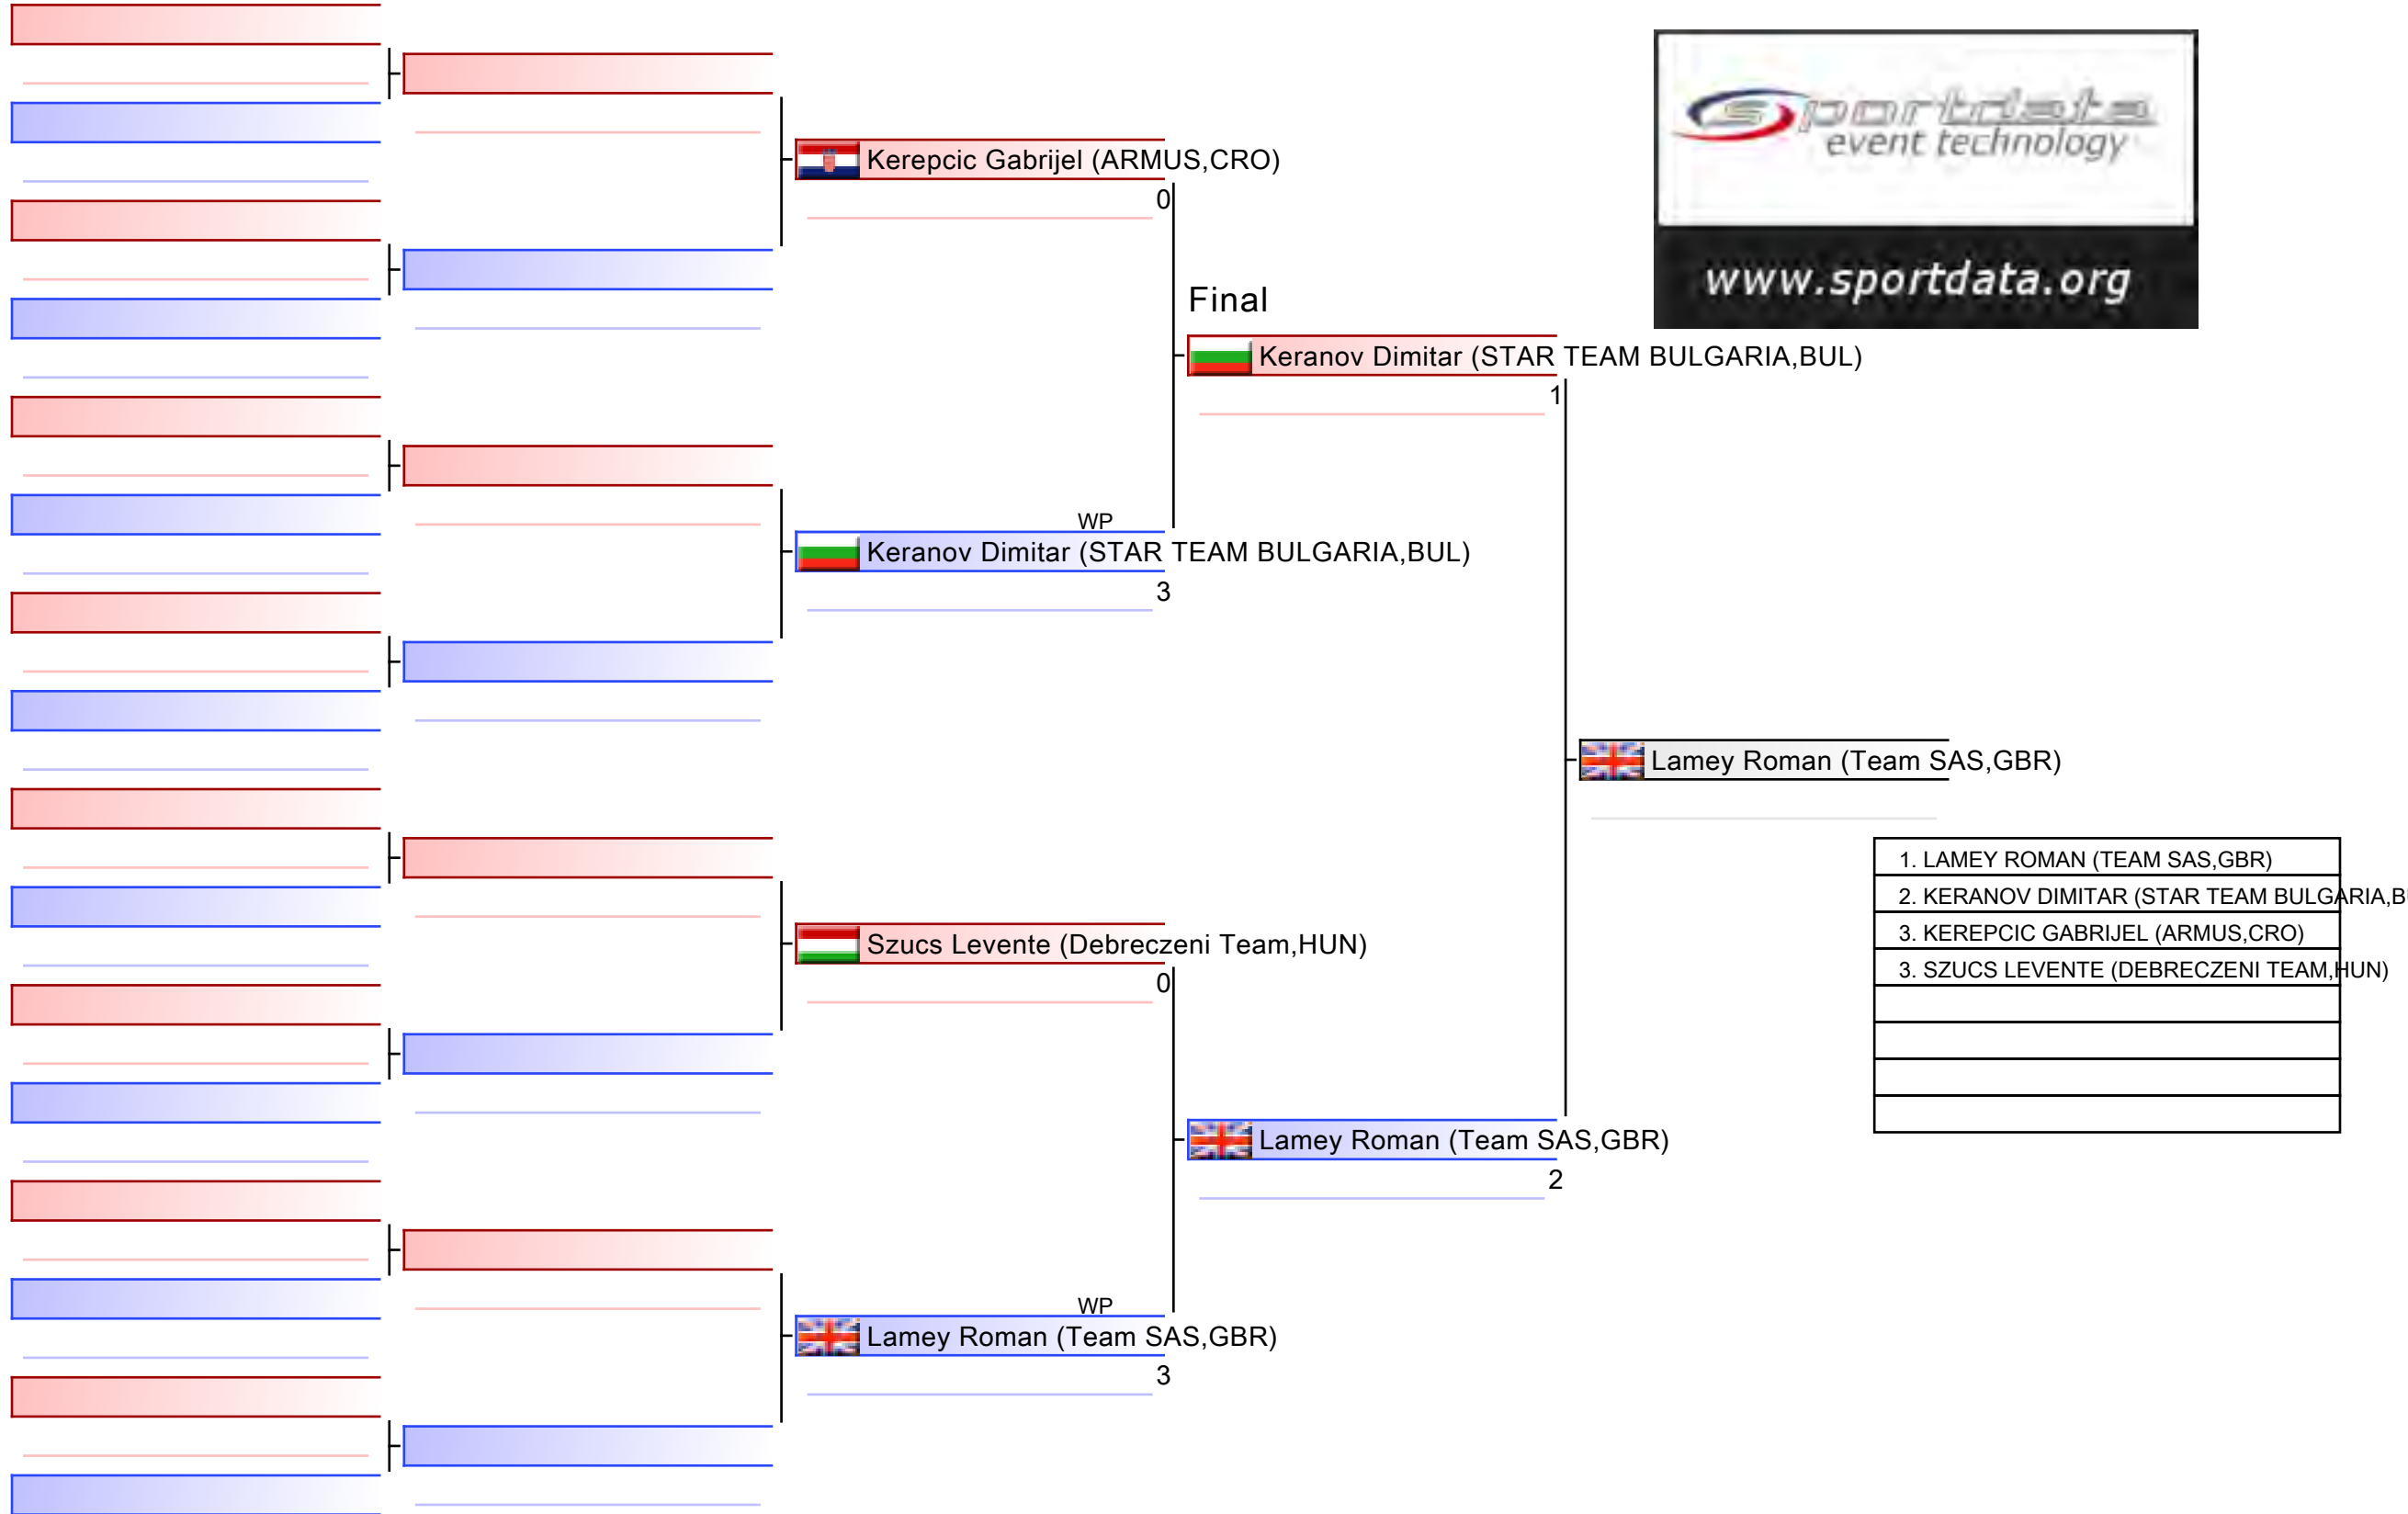 sportdata
event technology
www.sportdata.org
Kerepcic Gabrijel (ARMUS,CRO)
0
Final
Keranov Dimitar (STAR TEAM BULGARIA,BUL)
1
WP
Keranov Dimitar (STAR TEAM BULGARIA,BUL)
3
Lamey Roman (Team SAS,GBR)
1. LAMEY ROMAN (TEAM SAS,GBR)
2. KERANOV DIMITAR (STAR TEAM BULGARIA,B
3. KEREPCIC GABRIJEL (ARMUS,CRO)
3. SZUCS LEVENTE (DEBRECZENI TEAM,HUN)
Szucs Levente (Debreczeni Team,HUN)
0
Lamey Roman (Team SAS,GBR)
2
WP
Lamey Roman (Team SAS,GBR)
3